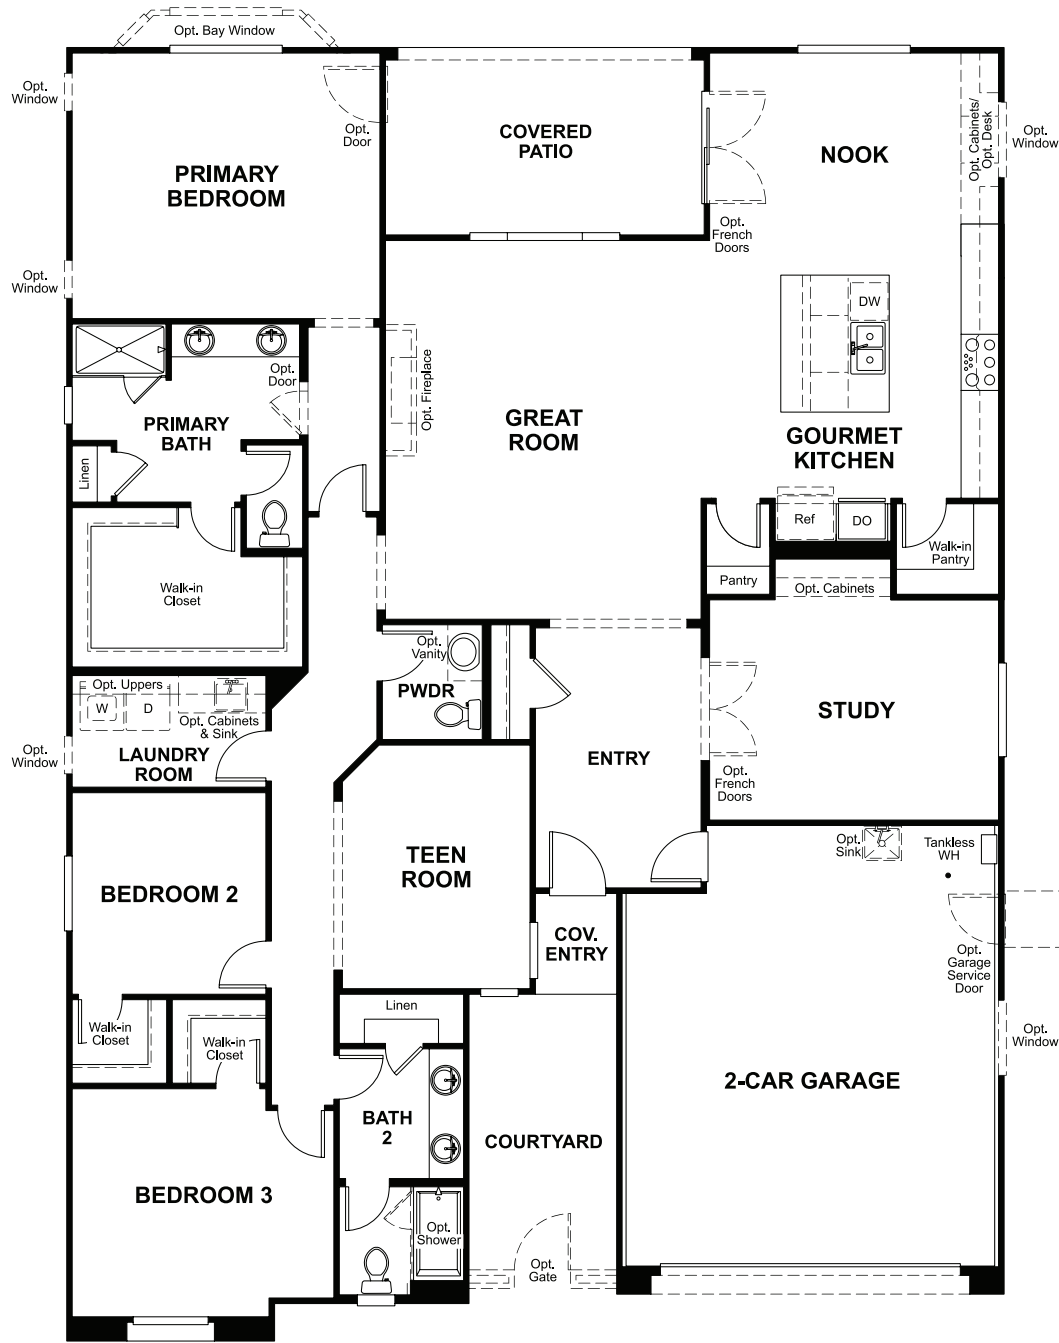 Opt. Bay Window
Opt.
Window
Opt.
Door
PRIMARY
BEDROOM
COVERED
PATIO
NOOK
Opt. Cabinets/
Opt. Desk
Opt.
Window
Opt.
French
Doors
Opt.
Window
DW
Opt.
Door
Opt. Fireplace
PRIMARY
BATH
GREAT
ROOM
GOURMET
KITCHEN
Linen
Ref
DO
Walk-in
Pantry
Pantry
Opt. Cabinets
Walk-in
Closet
Opt.
Vanity
PWDR
Opt. Uppers
W
D
Opt. Cabinets
& Sink
LAUNDRY
ROOM
Opt.
Window
STUDY
ENTRY
Opt.
French
Doors
TEEN
ROOM
Opt.
Sink
Tankless
WH
BEDROOM 2
COV.
ENTRY
Opt.
Garage
Service
Door
Linen
Walk-in
Closet
Walk-in
Closet
Opt.
Window
2-CAR GARAGE
BATH
2
COURTYARD
BEDROOM 3
Opt.
Shower
Opt.
Gate